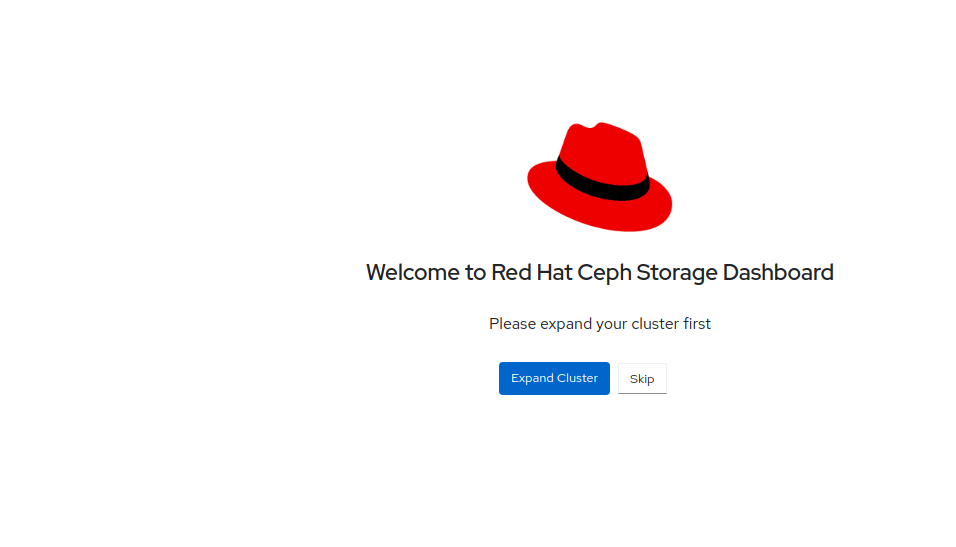 Welcome to Red Hat Ceph Storage Dashboard
Please expand your cluster first
Expand Cluster Skip